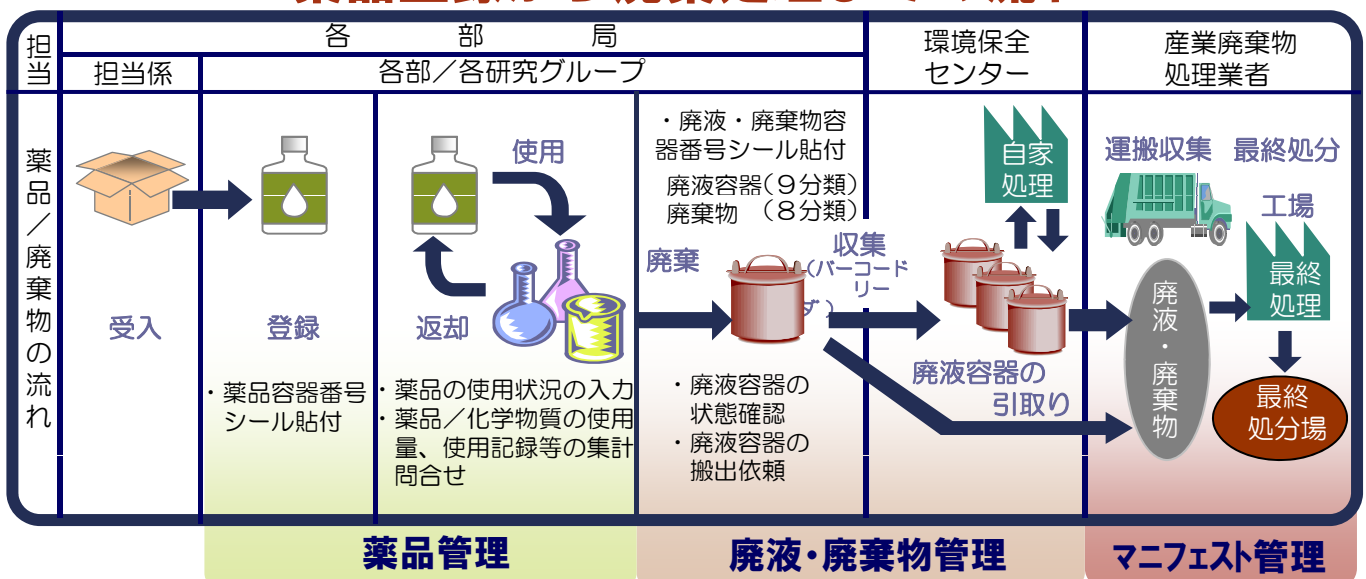 担当
各部局
環境保全
センター
産業廃棄物
処理業者
担当係
各部／各研究グループ
薬品／廃棄物の流れ
受入
登録
・薬品容器番号
シール貼付
使用
返却
・薬品の使用状況の入力
・薬品／化学物質の使用
量、使用記録等の集計
問合せ
・廃液・廃棄物容
器番号シール貼付
廃液容器（９分類）
廃棄物（８分類）
廃棄
収集
（バーコード
リー
ダ）
・廃液容器の
状態確認
・廃液容器の
搬出依頼
自家
処理
廃液容器の
引取り
運搬収集
最終処分
工場
廃液・廃棄物
最終
処理
最終
処分場
薬品管理
廃液・廃棄物管理
マニフェスト管理